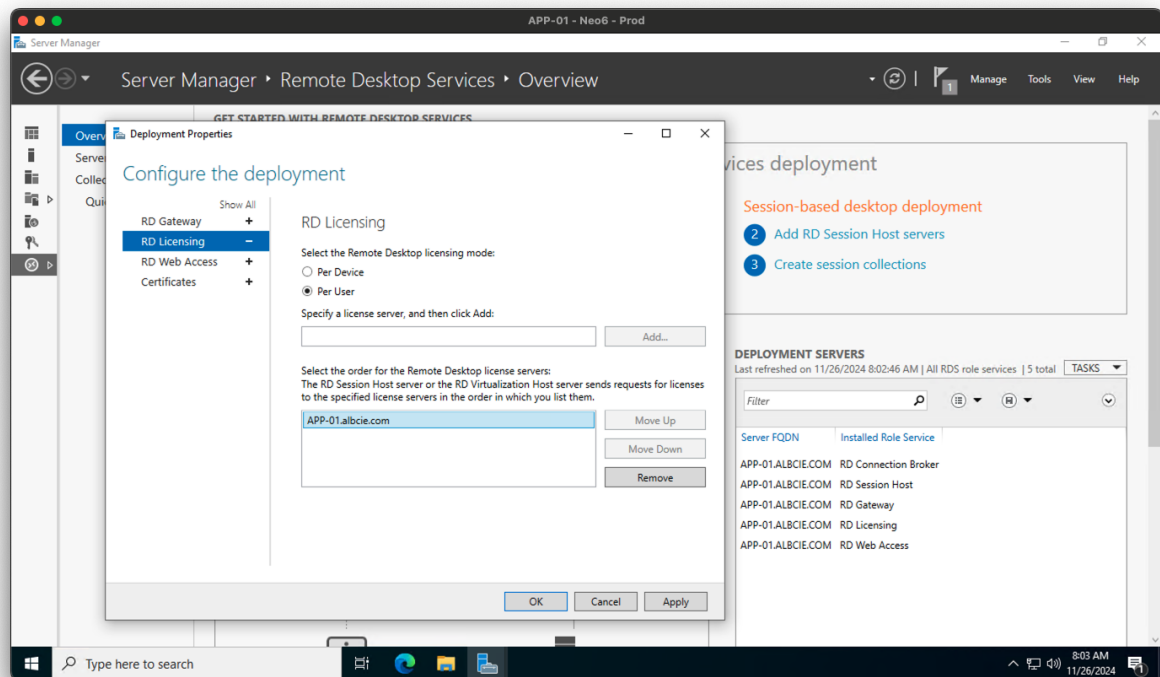 APP-01 - Neo6 - Prod
Server Manager
Server Manager ‣ Remote Desktop Services ‣ Overview
1
Manage
Tools
View
Help
GET STARTED WITH REMOTE DESKTOP SERVICES
Overv
Serve
Collec
Qui
Deployment Properties
Configure the deployment
Show All
RD Gateway +
RD Licensing –
RD Web Access +
Certificates +
RD Licensing
Select the Remote Desktop licensing mode:
Per Device
Per User
Specify a license server, and then click Add:
Add...
Select the order for the Remote Desktop license servers:
The RD Session Host server or the RD Virtualization Host server sends requests for licenses
to the specified license servers in the order in which you list them.
APP-01.albcie.com
Move Up
Move Down
Remove
OK
Cancel
Apply
vices deployment
Session-based desktop deployment
2 Add RD Session Host servers
3 Create session collections
DEPLOYMENT SERVERS
Last refreshed on 11/26/2024 8:02:46 AM | All RDS role services | 5 total
TASKS
Filter
Server FQDN Installed Role Service
APP-01.ALBCIE.COM RD Connection Broker
APP-01.ALBCIE.COM RD Session Host
APP-01.ALBCIE.COM RD Gateway
APP-01.ALBCIE.COM RD Licensing
APP-01.ALBCIE.COM RD Web Access
Type here to search
8:03 AM
11/26/2024
1